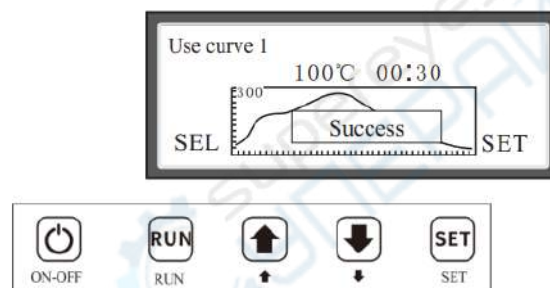 Use curve 1
100℃ 00:30
300
SEL Success SET
RUN SET
ON-OFF RUN SET